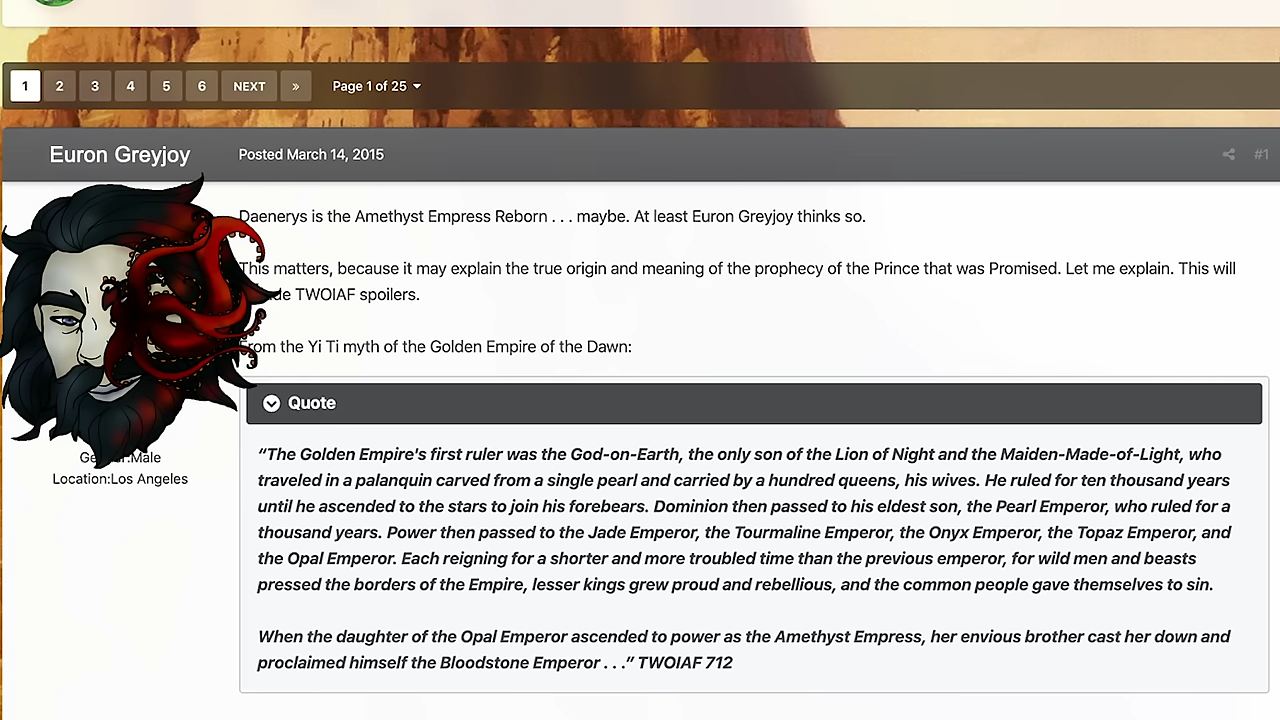 1 2 3 4 5 6 NEXT » Page 1 of 25
Euron Greyjoy Posted March 14, 2015 #1
Daenerys is the Amethyst Empress Reborn . . . maybe. At least Euron Greyjoy thinks so.
This matters, because it may explain the true origin and meaning of the prophecy of the Prince that was Promised. Let me explain. This will
TWOIAF spoilers.
From the Yi Ti myth of the Golden Empire of the Dawn:
Quote
“The Golden Empire's first ruler was the God-on-Earth, the only son of the Lion of Night and the Maiden-Made-of-Light, who
traveled in a palanquin carved from a single pearl and carried by a hundred queens, his wives. He ruled for ten thousand years
until he ascended to the stars to join his forebears. Dominion then passed to his eldest son, the Pearl Emperor, who ruled for a
thousand years. Power then passed to the Jade Emperor, the Tourmaline Emperor, the Onyx Emperor, the Topaz Emperor, and
the Opal Emperor. Each reigning for a shorter and more troubled time than the previous emperor, for wild men and beasts
pressed the borders of the Empire, lesser kings grew proud and rebellious, and the common people gave themselves to sin.
When the daughter of the Opal Emperor ascended to power as the Amethyst Empress, her envious brother cast her down and
proclaimed himself the Bloodstone Emperor . . .” TWOIAF 712
:Male
Location:Los Angeles